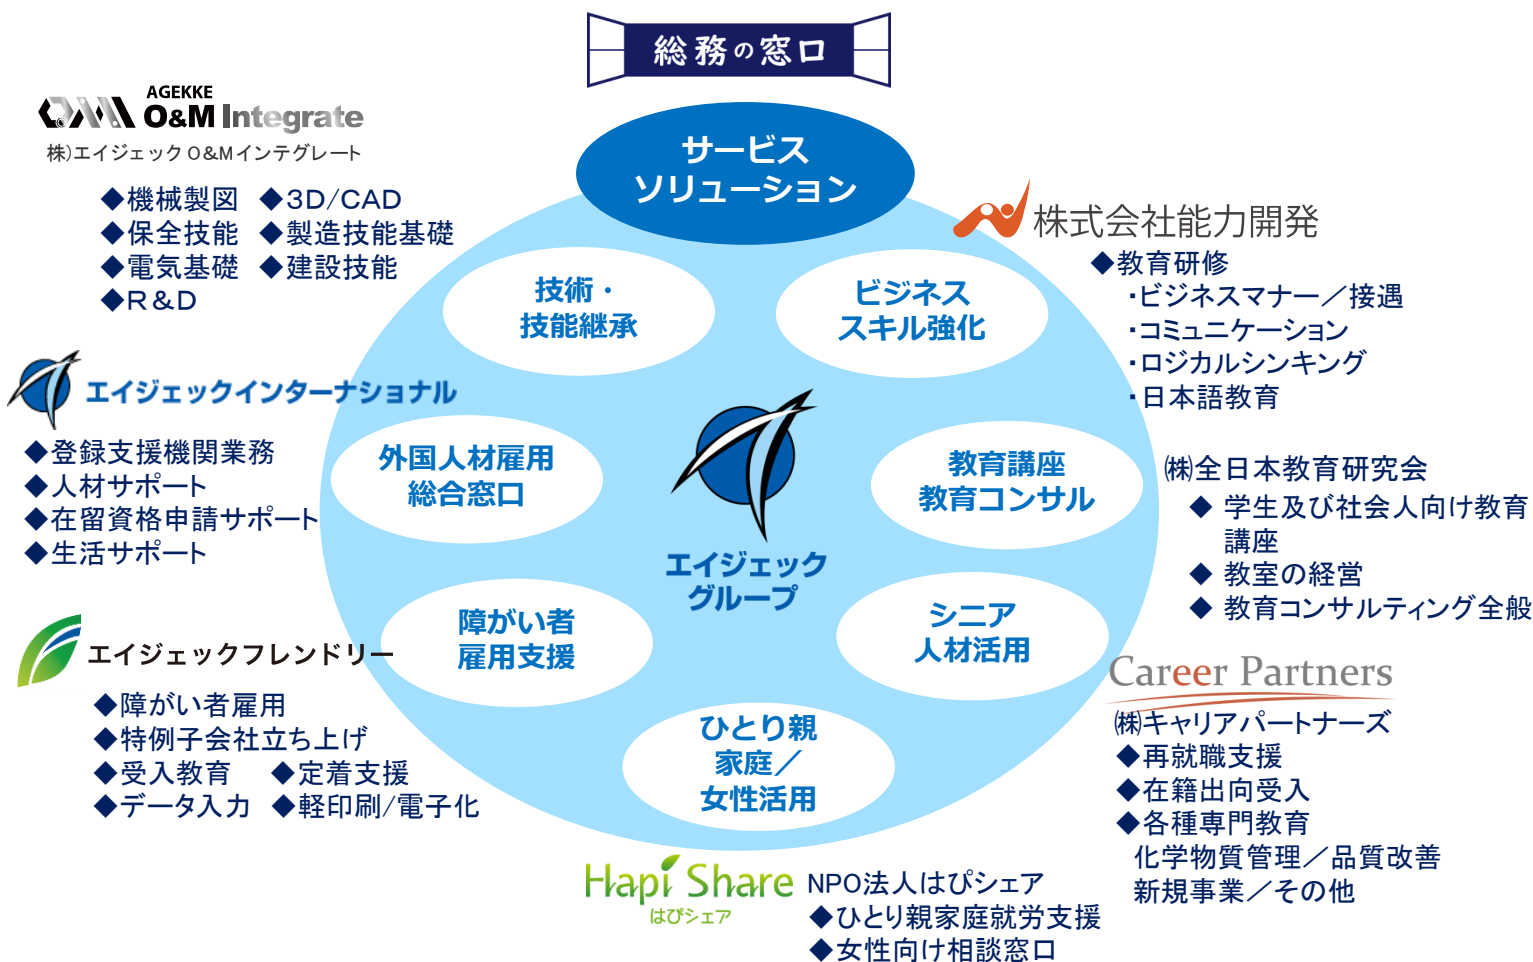 総務の窓口
サービス
ソリューション
AGEKKE
O&M Integrate
株)エイジェックO&Mインテグレート
◆機械製図 ◆3D/CAD
◆保全技能 ◆製造技能基礎
◆電気基礎 ◆建設技能
◆R&D
技術・
技能継承
ビジネス
スキル強化
株式会社能力開発
◆教育研修
・ビジネスマナー／接遇
・コミュニケーション
・ロジカルシンキング
・日本語教育
エイジェックインターナショナル
◆登録支援機関業務
◆人材サポート
◆在留資格申請サポート
◆生活サポート
外国人材雇用
総合窓口
エイジェック
グループ
教育講座
教育コンサル
㈱全日本教育研究会
◆ 学生及び社会人向け教育
講座
◆ 教室の経営
◆ 教育コンサルティング全般
エイジェックフレンドリー
◆障がい者雇用
◆特例子会社立ち上げ
◆受入教育 ◆定着支援
◆データ入力 ◆軽印刷/電子化
障がい者
雇用支援
シニア
人材活用
Career Partners
㈱キャリアパートナーズ
◆再就職支援
◆在籍出向受入
◆各種専門教育
化学物質管理／品質改善
新規事業／その他
ひとり親
家庭／
女性活用
Hapi Share
はぴシェア
NPO法人はぴシェア
◆ひとり親家庭就労支援
◆女性向け相談窓口